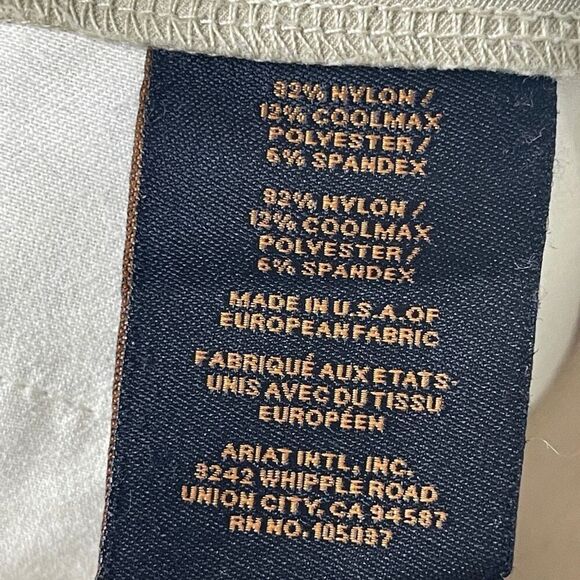 82% NYLON /
12% COOLMAX
POLYESTER /
6% SPANDEX
82% NYLON /
12% COOLMAX
POLYESTER /
6% SPANDEX
MADE IN U.S.A. OF
EUROPEAN FABRIC
FABRIQUÉ AUX ETATS-
UNIS AVEC DU TISSU
EUROPÉEN
ARIAT INTL, INC.
3242 WHIPPLE ROAD
UNION CITY, CA 94587
RN NO. 105087